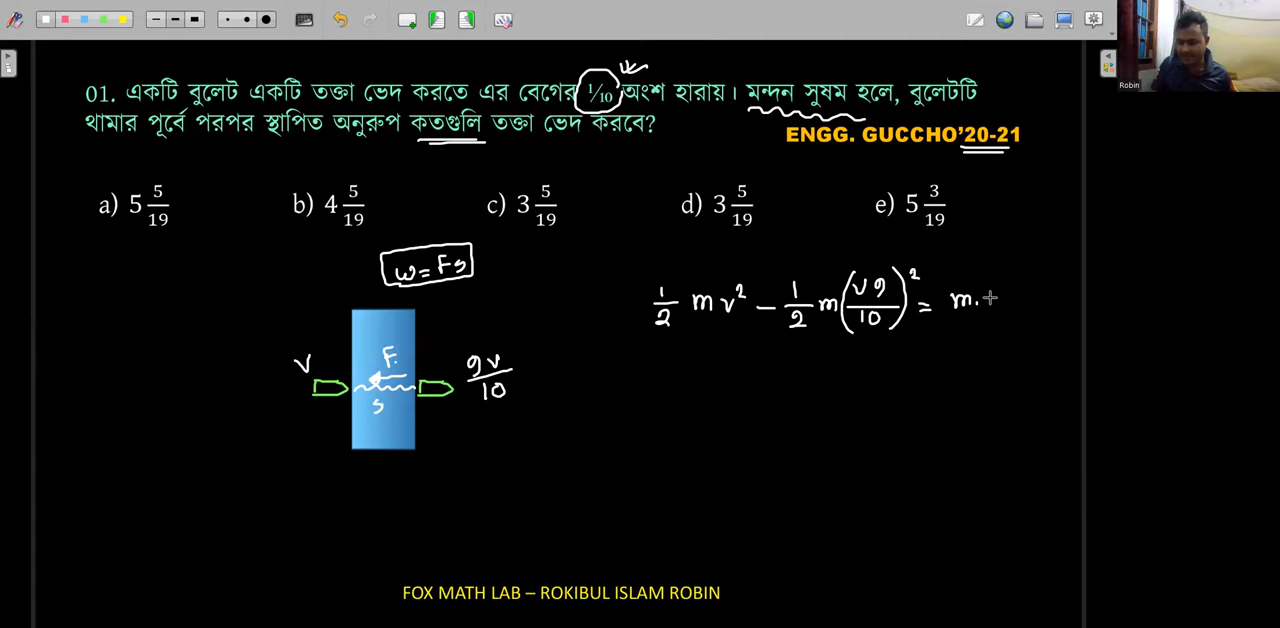 01. একটি বুলেট একটি তক্তা ভেদ করতে এর বেগের 1/10 অংশ হারায়। মন্দন সুষম হলে, বুলেটটি
থামার পূর্বে পরপর স্থাপিত অনুরুপ কতগুলি তক্তা ভেদ করবে?
ENGG. GUCCHO'20-21
a) 5 5/19 b) 4 5/19 c) 3 5/19 d) 3 5/19 e) 5 3/19
w = Fs
1/2 m v² − 1/2 m (v9/10)² = m.
v F. s 9v/10
FOX MATH LAB – ROKIBUL ISLAM ROBIN
Robin